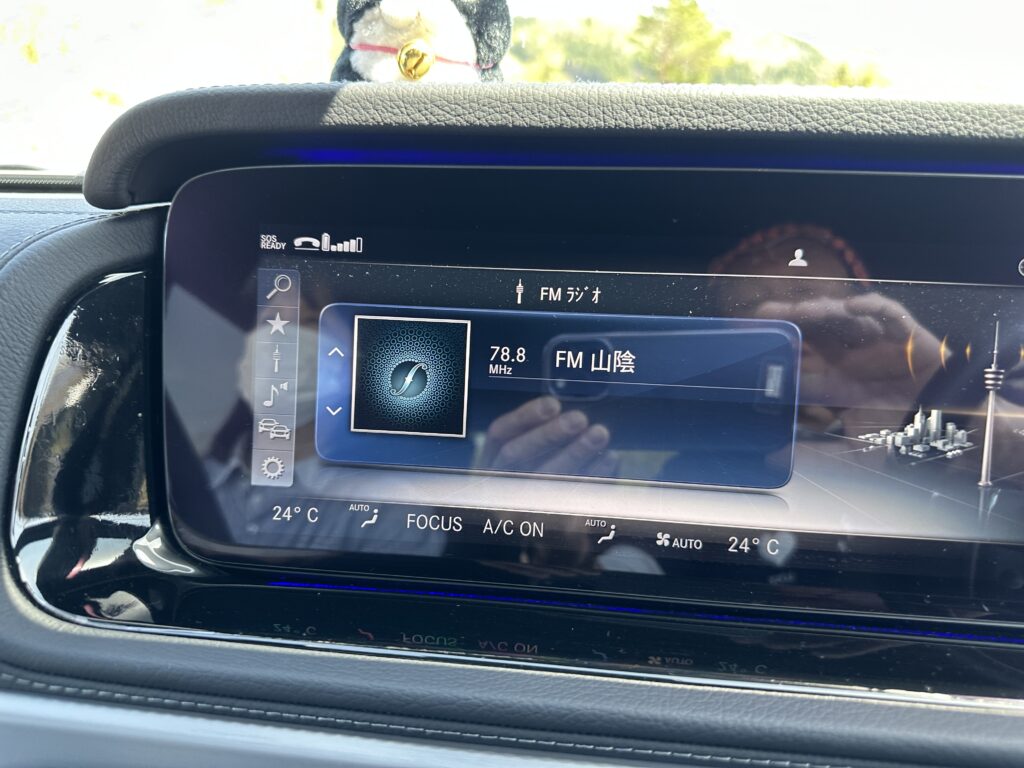 SOS
READY
FM ラジオ
78.8
MHz
FM 山陰
24° C
AUTO
FOCUS
A/C ON
AUTO
AUTO
24° C